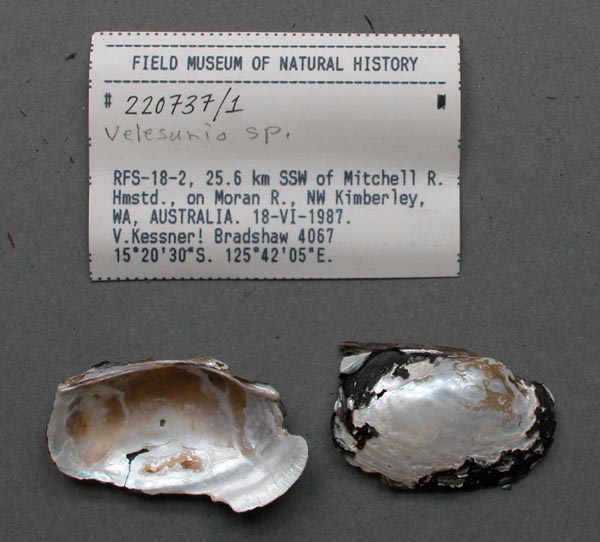 FIELD MUSEUM OF NATURAL HISTORY
# 220737/1
Velesunio sp.
RFS-18-2, 25.6 km SSW of Mitchell R.
Hmstd., on Moran R., NW Kimberley,
WA, AUSTRALIA. 18-VI-1987.
V.Kessner! Bradshaw 4067
15°20'30"S. 125°42'05"E.